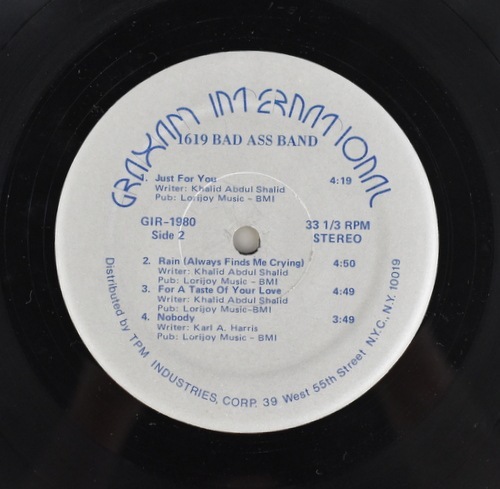 GRAXAM INTERNATIONAL
1619 BAD ASS BAND
1. Just For You 4:19
Writer: Khalid Abdul Shalid
Pub: Lorijoy Music - BMI
GIR-1980 33 1/3 RPM
Side 2 STEREO
2. Rain (Always Finds Me Crying) 4:50
Writer: Khalid Abdul Shalid
Pub: Lorijoy Music - BMI
3. For A Taste Of Your Love 4:49
Writer: Khalid Abdul Shalid
Pub: Lorijoy Music-BMI
4. Nobody 3:49
Writer: Karl A. Harris
Pub: Lorijoy Music - BMI
Distributed by TPM INDUSTRIES, CORP. 39 West 55th Street N.Y.C., N.Y. 10019